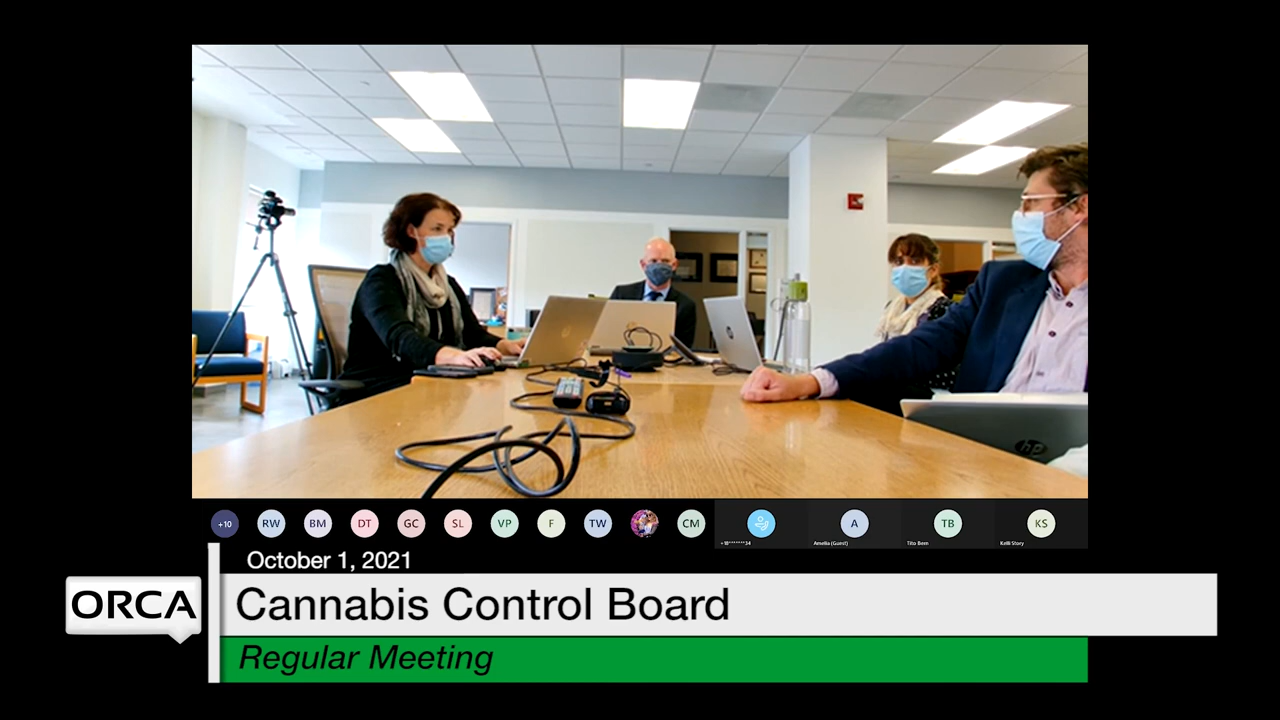 hp
+10 RW BM DT GC SL VP F TW CM A TB KS
Amelia (Guest) Tito Bern Kelli Story
October 1, 2021
ORCA
Cannabis Control Board
Regular Meeting